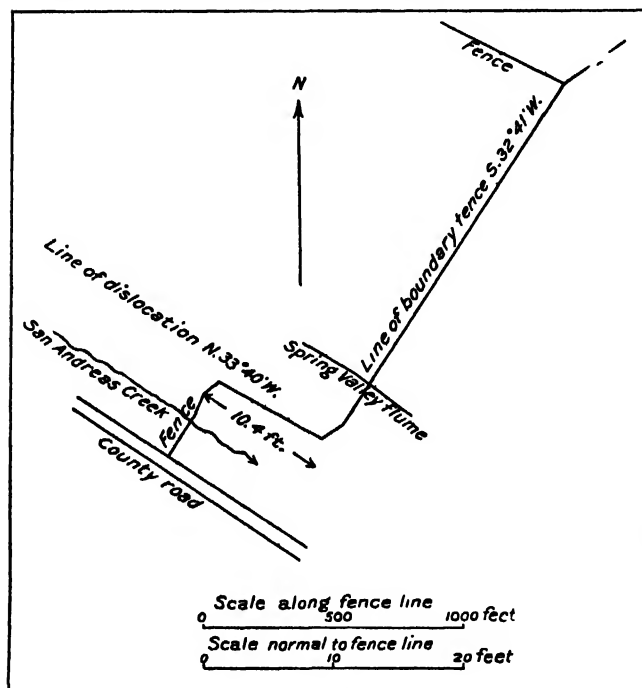 Fence
N
Line of boundary fence S.32°41'W.
Line of dislocation N.33°40'W.
San Andreas Creek
Spring Valley flume
Fence
10.4 ft.
County road
Scale along fence line
0 500 1000 feet
Scale normal to fence line
0 10 20 feet